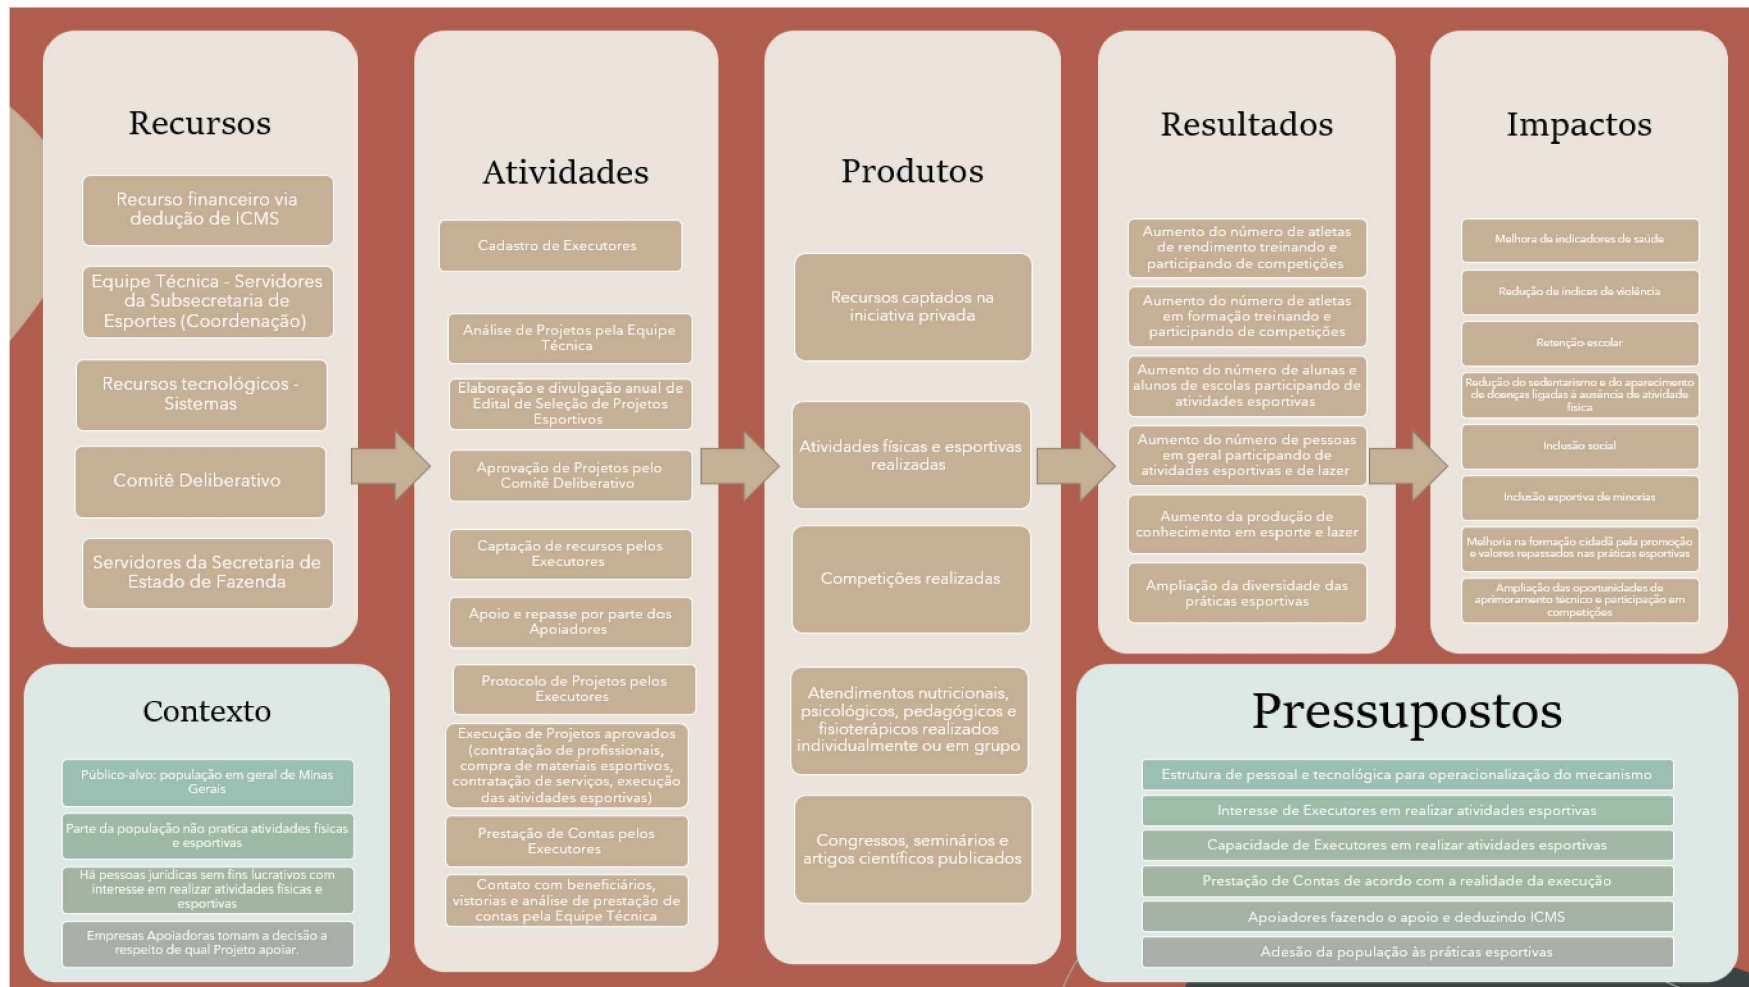 Recursos
Recurso financeiro via
dedução de ICMS
Equipe Técnica - Servidores
da Subsecretaria de
Esportes (Coordenação)
Recursos tecnológicos -
Sistemas
Comitê Deliberativo
Servidores da Secretaria de
Estado de Fazenda
Contexto
Público-alvo: população em geral de Minas
Gerais
Parte da população não pratica atividades físicas
e esportivas
Há pessoas jurídicas sem fins lucrativos com
interesse em realizar atividades físicas e
esportivas
Empresas Apoiadoras tomam a decisão a
respeito de qual Projeto apoiar.
Atividades
Cadastro de Executores
Análise de Projetos pela Equipe
Técnica
Elaboração e divulgação anual de
Edital de Seleção de Projetos
Esportivos
Aprovação de Projetos pelo
Comitê Deliberativo
Captação de recursos pelos
Executores
Apoio e repasse por parte dos
Apoiadores
Protocolo de Projetos pelos
Executores
Execução de Projetos aprovados
(contratação de profissionais,
compra de materiais esportivos,
contratação de serviços, execução
das atividades esportivas)
Prestação de Contas pelos
Executores
Contato com beneficiários,
vistorias e análise de prestação de
contas pela Equipe Técnica
Produtos
Recursos captados na
iniciativa privada
Atividades físicas e esportivas
realizadas
Competições realizadas
Atendimentos nutricionais,
psicológicos, pedagógicos e
fisioterápicos realizados
individualmente ou em grupo
Congressos, seminários e
artigos científicos publicados
Resultados
Aumento do número de atletas
de rendimento treinando e
participando de competições
Aumento do número de atletas
em formação treinando e
participando de competições
Aumento do número de alunas e
alunos de escolas participando de
atividades esportivas
Aumento do número de pessoas
em geral participando de
atividades esportivas e de lazer
Aumento da produção de
conhecimento em esporte e lazer
Ampliação da diversidade das
práticas esportivas
Impactos
Melhora de indicadores de saúde
Redução de índices de violência
Retenção escolar
Redução do sedentarismo e do aparecimento
de doenças ligadas à ausência de atividade
física
Inclusão social
Inclusão esportiva de minorias
Melhoria na formação cidadã pela promoção
e valores repassados nas práticas esportivas
Ampliação das oportunidades de
aprimoramento técnico e participação em
competições
Pressupostos
Estrutura de pessoal e tecnológica para operacionalização do mecanismo
Interesse de Executores em realizar atividades esportivas
Capacidade de Executores em realizar atividades esportivas
Prestação de Contas de acordo com a realidade da execução
Apoiadores fazendo o apoio e deduzindo ICMS
Adesão da população às práticas esportivas